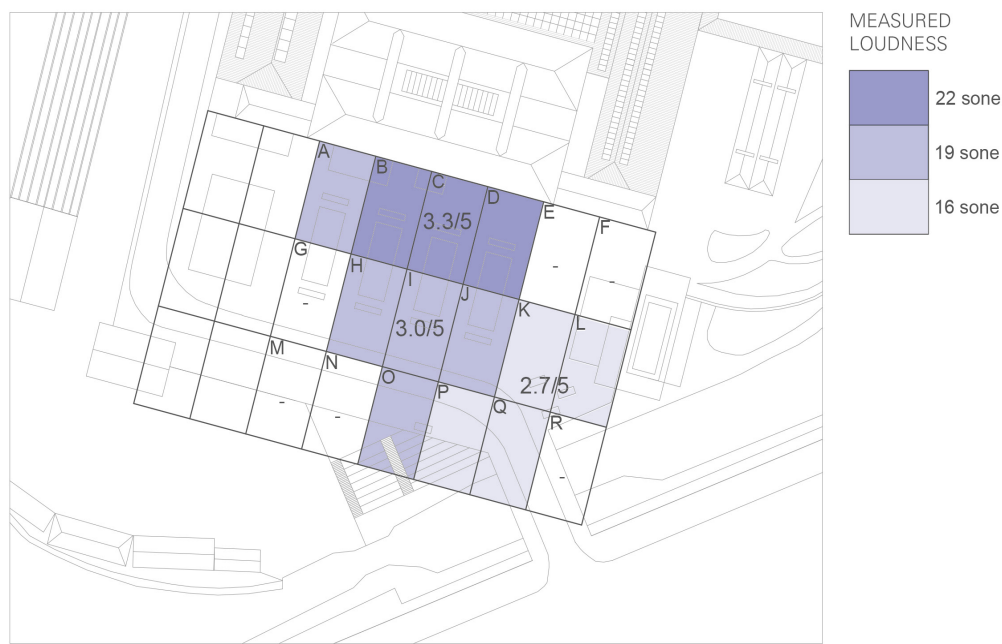 MEASURED
LOUDNESS
22 sone
19 sone
16 sone
A
B
C
D
E
F
3.3/5
-
-
G
H
I
J
K
L
-
3.0/5
2.7/5
M
N
O
P
Q
R
-
-
-